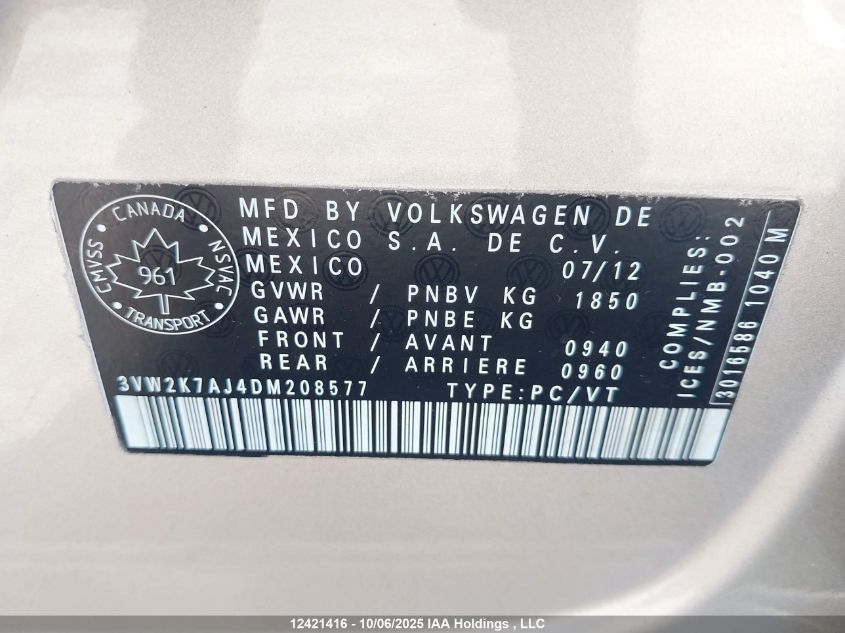 CANADA
CMVSS
NSVAC
961
TRANSPORT
MFD BY VOLKSWAGEN DE
MEXICO S.A. DE C.V.
MEXICO 07/12
GVWR / PNBV KG 1850
GAWR / PNBE KG
FRONT / AVANT 0940
REAR / ARRIERE 0960
3VW2K7AJ4DM208577 TYPE:PC/VT
COMPLIES:
ICES/NMB-002
3016586 1040 M
12421416 - 10/06/2025 IAA Holdings , LLC